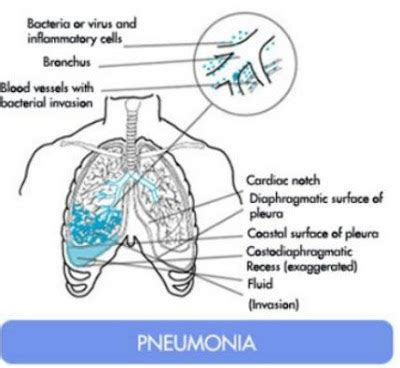 Bacteria or virus and
inflammatory cells
Bronchus
Blood vessels with
bacterial invasion
Cardiac notch
Diaphragmatic surface of
pleura
Coastal surface of pleura
Costodiaphragmatic
Recess (exaggerated)
Fluid
(Invasion)
PNEUMONIA